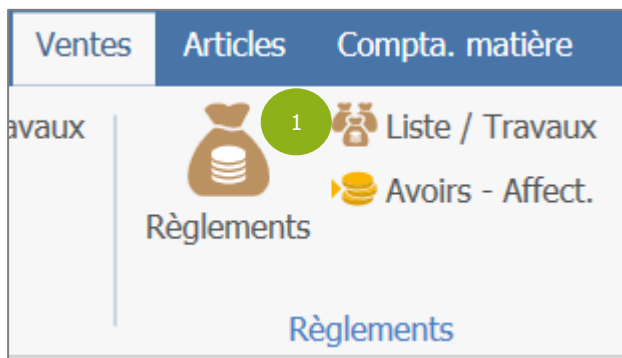 Ventes Articles Compta. matière
avaux
1
Liste / Travaux
Avoirs - Affect.
Règlements
Règlements